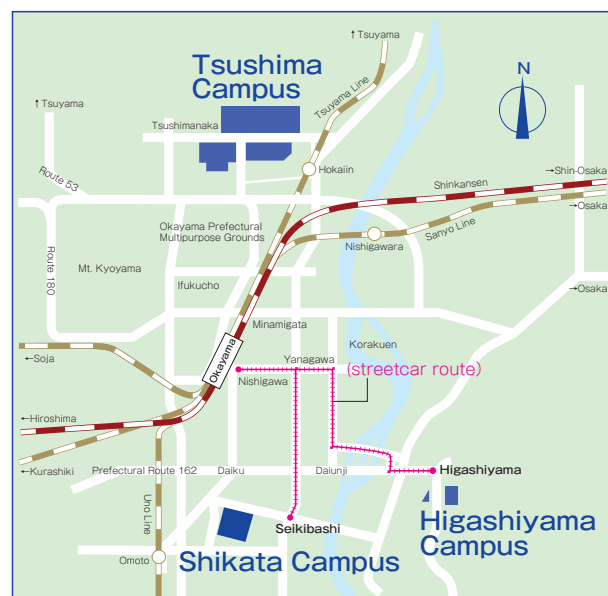 ↑Tsuyama
Tsushima
Campus
N
Tsuyama Line
↑Tsuyama
Tsushimanaka
Hokaiin
Route 53
→Shin-Osaka
Shinkansen
→Osaka
Sanyo Line
Okayama Prefectural
Multipurpose Grounds
Nishigawara
Route 180
Mt. Kyoyama
Ifukucho
→Osaka
Minamigata
Korakuen
Okayama
Yanagawa
(streetcar route)
←Soja
Nishigawa
←Hiroshima
←Kurashiki
Prefectural Route 162
Daiku
Daiunji
Higashiyama
Uno Line
Seikibashi
Higashiyama
Campus
Omoto
Shikata Campus